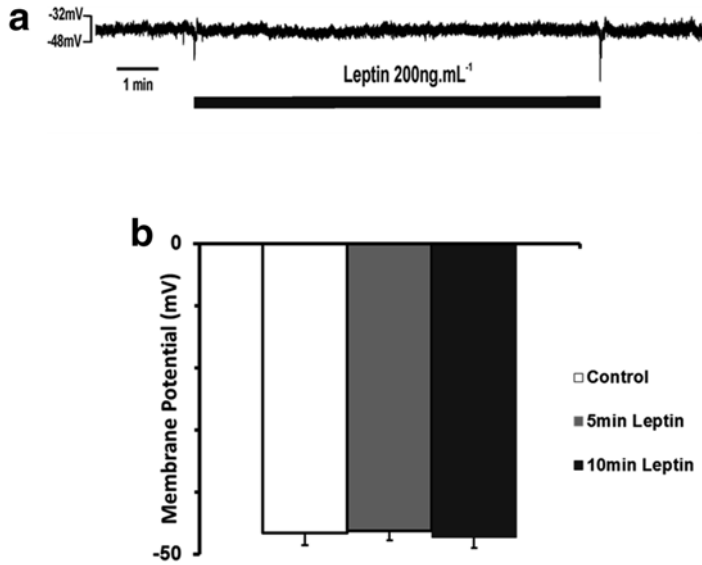 a
-32mV
-48mV
1 min
Leptin 200ng.mL⁻¹
b
0
Membrane Potential (mV)
-50
Control
5min Leptin
10min Leptin